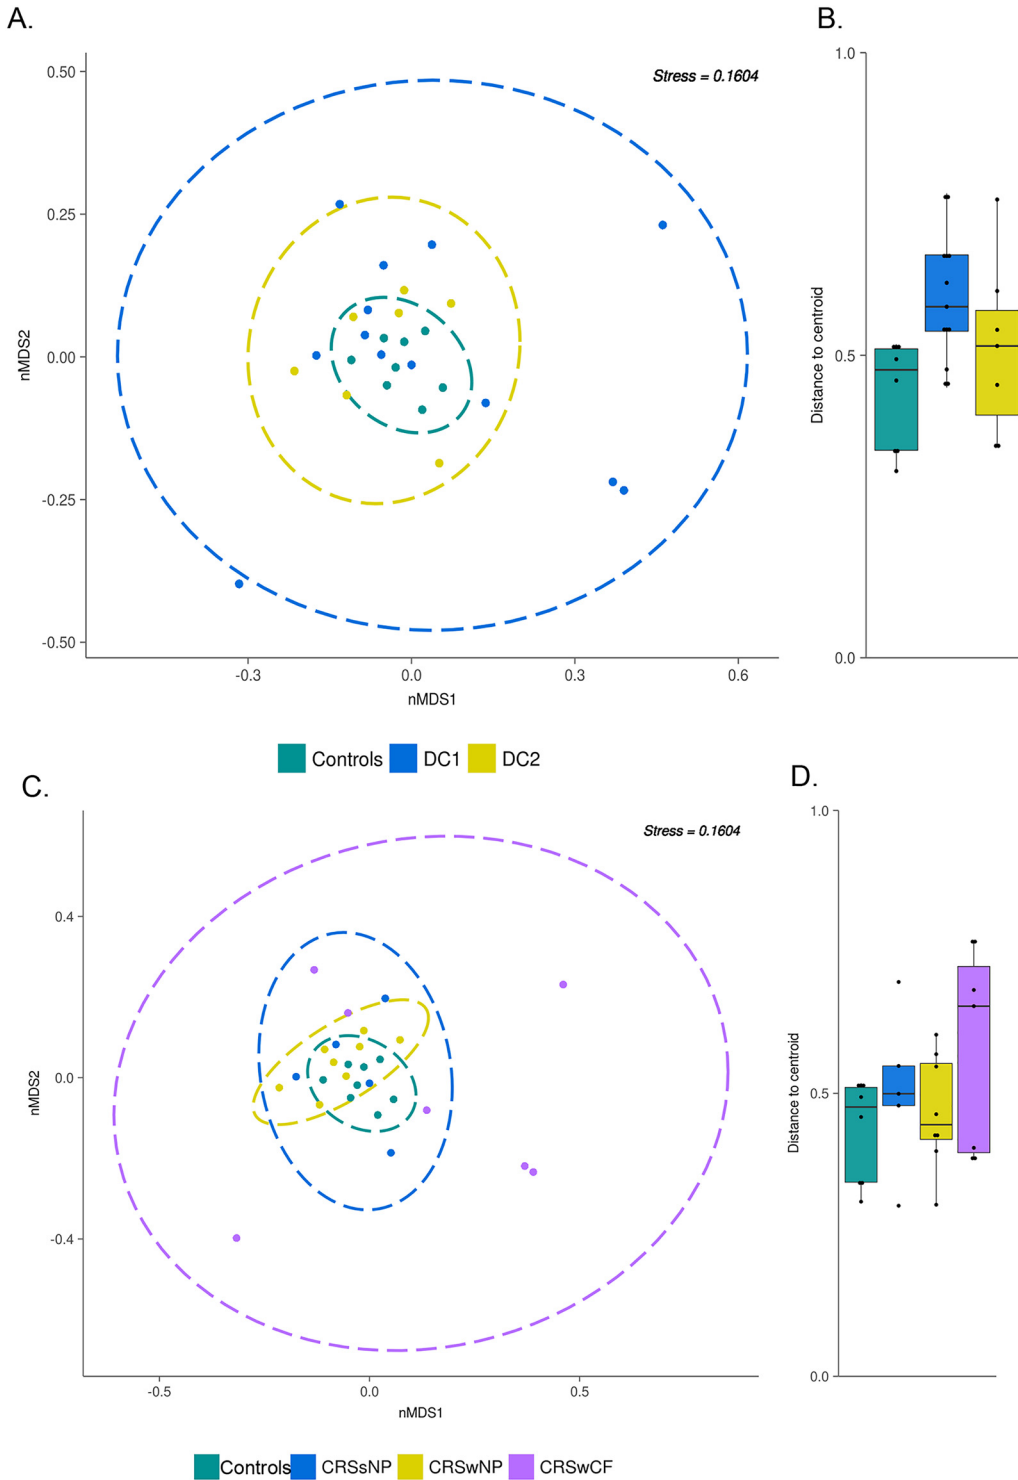 A.
B.
Stress = 0.1604
0.50
0.25
0.00
-0.25
-0.50
nMDS2
-0.3
0.0
0.3
0.6
nMDS1
1.0
0.5
0.0
Distance to centroid
Controls DC1 DC2
C.
D.
Stress = 0.1604
0.4
0.0
-0.4
nMDS2
-0.5
0.0
0.5
nMDS1
1.0
0.5
0.0
Distance to centroid
Controls CRSsNP CRSwNP CRSwCF